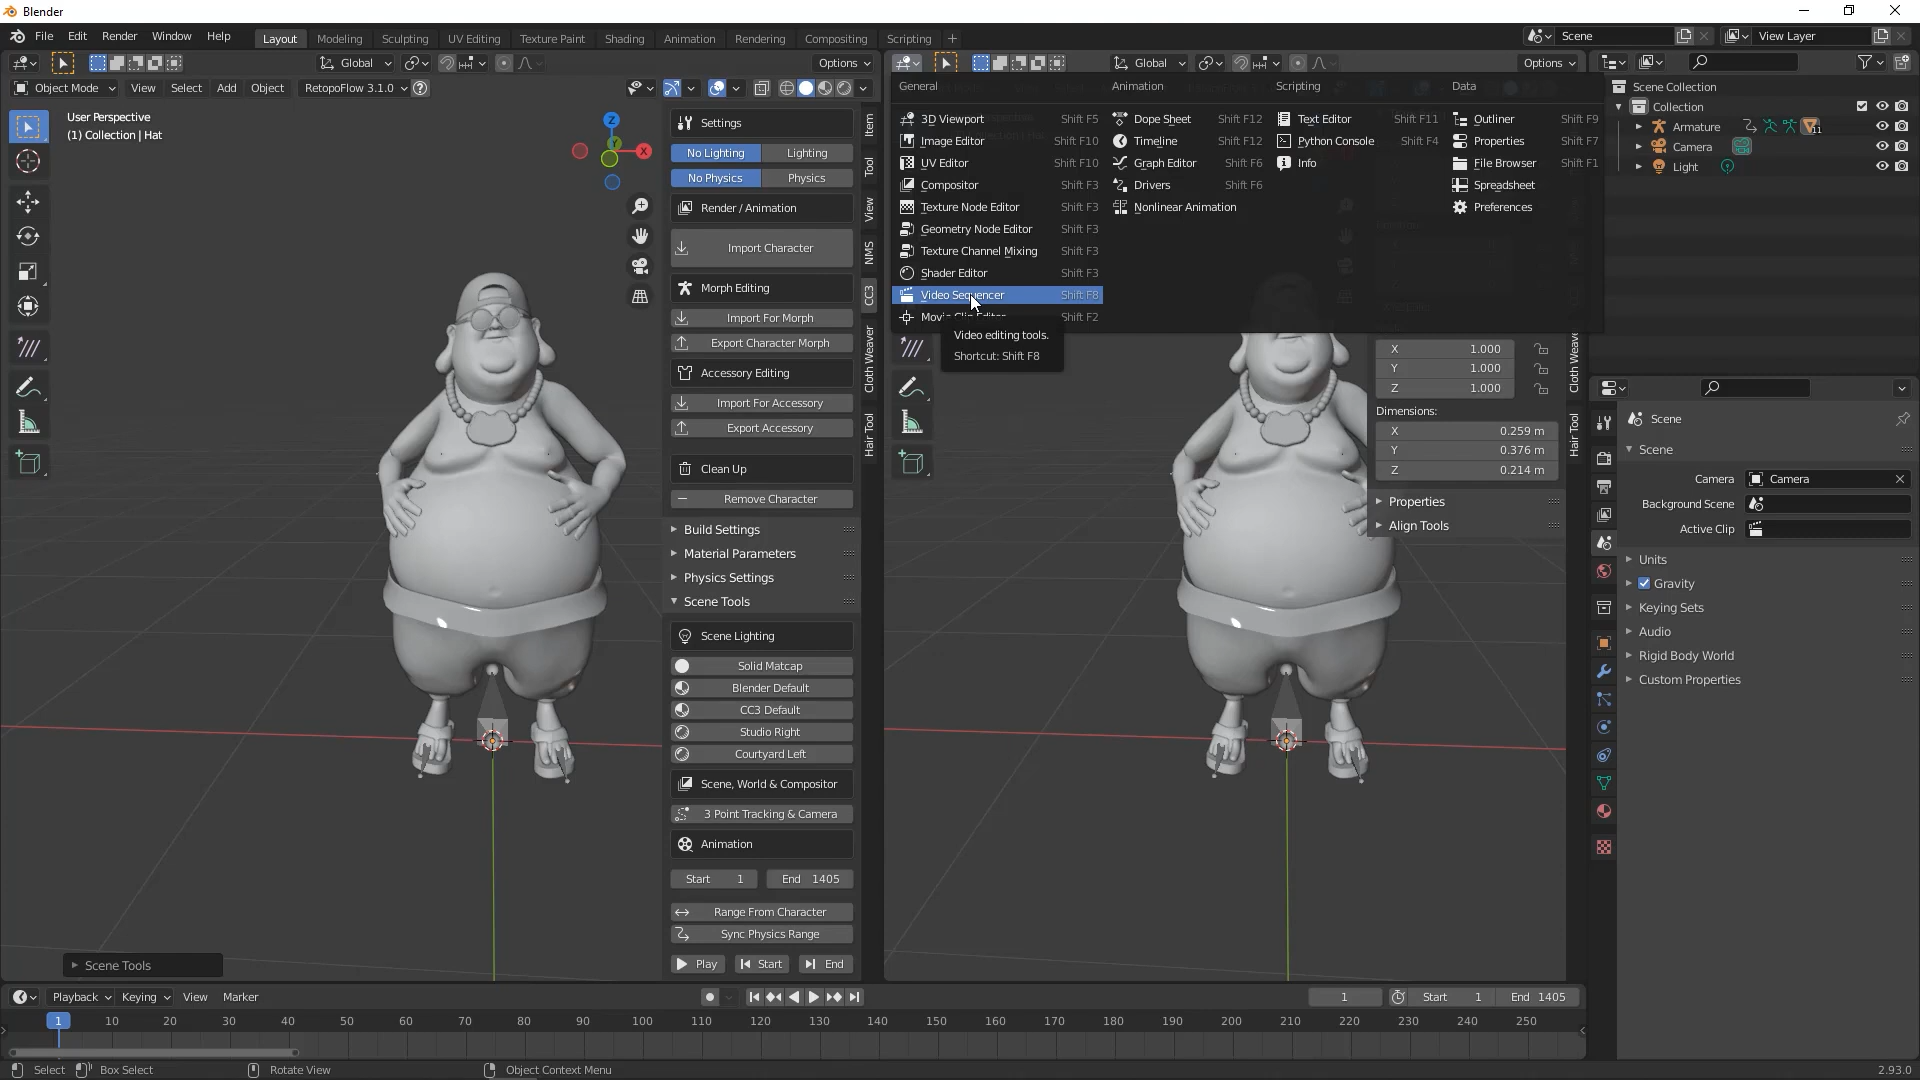 Blender
File Edit Render Window Help Layout Modeling Sculpting UV Editing Texture Paint Shading Animation Rendering Compositing Scripting + Scene View Layer
Global Options Global Options
Object Mode View Select Add Object RetopoFlow 3.1.0
User Perspective
(1) Collection | Hat
Z
Y
X
Settings
No Lighting Lighting
No Physics Physics
Render / Animation
Import Character
Morph Editing
Import For Morph
Export Character Morph
Accessory Editing
Import For Accessory
Export Accessory
Clean Up
Remove Character
Build Settings
Material Parameters
Physics Settings
Scene Tools
Scene Lighting
Solid Matcap
Blender Default
CC3 Default
Studio Right
Courtyard Left
Scene, World & Compositor
3 Point Tracking & Camera
Animation
Start 1 End 1405
Range From Character
Sync Physics Range
Play Start End
Item
Tool
View
NMS
CC3
Cloth Weaver
Hair Tool
Scene Tools
General Animation Scripting Data
3D Viewport Shift F5 Dope Sheet Shift F12 Text Editor Shift F11 Outliner Shift F9
Image Editor Shift F10 Timeline Shift F12 Python Console Shift F4 Properties Shift F7
UV Editor Shift F10 Graph Editor Shift F6 Info File Browser Shift F1
Compositor Shift F3 Drivers Shift F6 Spreadsheet
Texture Node Editor Shift F3 Nonlinear Animation Preferences
Geometry Node Editor Shift F3
Texture Channel Mixing Shift F3
Shader Editor Shift F3
Video Sequencer Shift F8
Movie Clip Editor Shift F2
Video editing tools.
Shortcut: Shift F8
X 1.000
Y 1.000
Z 1.000
Dimensions:
X 0.259 m
Y 0.376 m
Z 0.214 m
Properties
Align Tools
Cloth Weaver
Hair Tool
Scene Collection
Collection
Armature 11
Camera
Light
Scene
Scene
Camera Camera
Background Scene
Active Clip
Units
Gravity
Keying Sets
Audio
Rigid Body World
Custom Properties
Playback Keying View Marker 1 Start 1 End 1405
1 10 20 30 40 50 60 70 80 90 100 110 120 130 140 150 160 170 180 190 200 210 220 230 240 250
Select Box Select Rotate View Object Context Menu 2.93.0